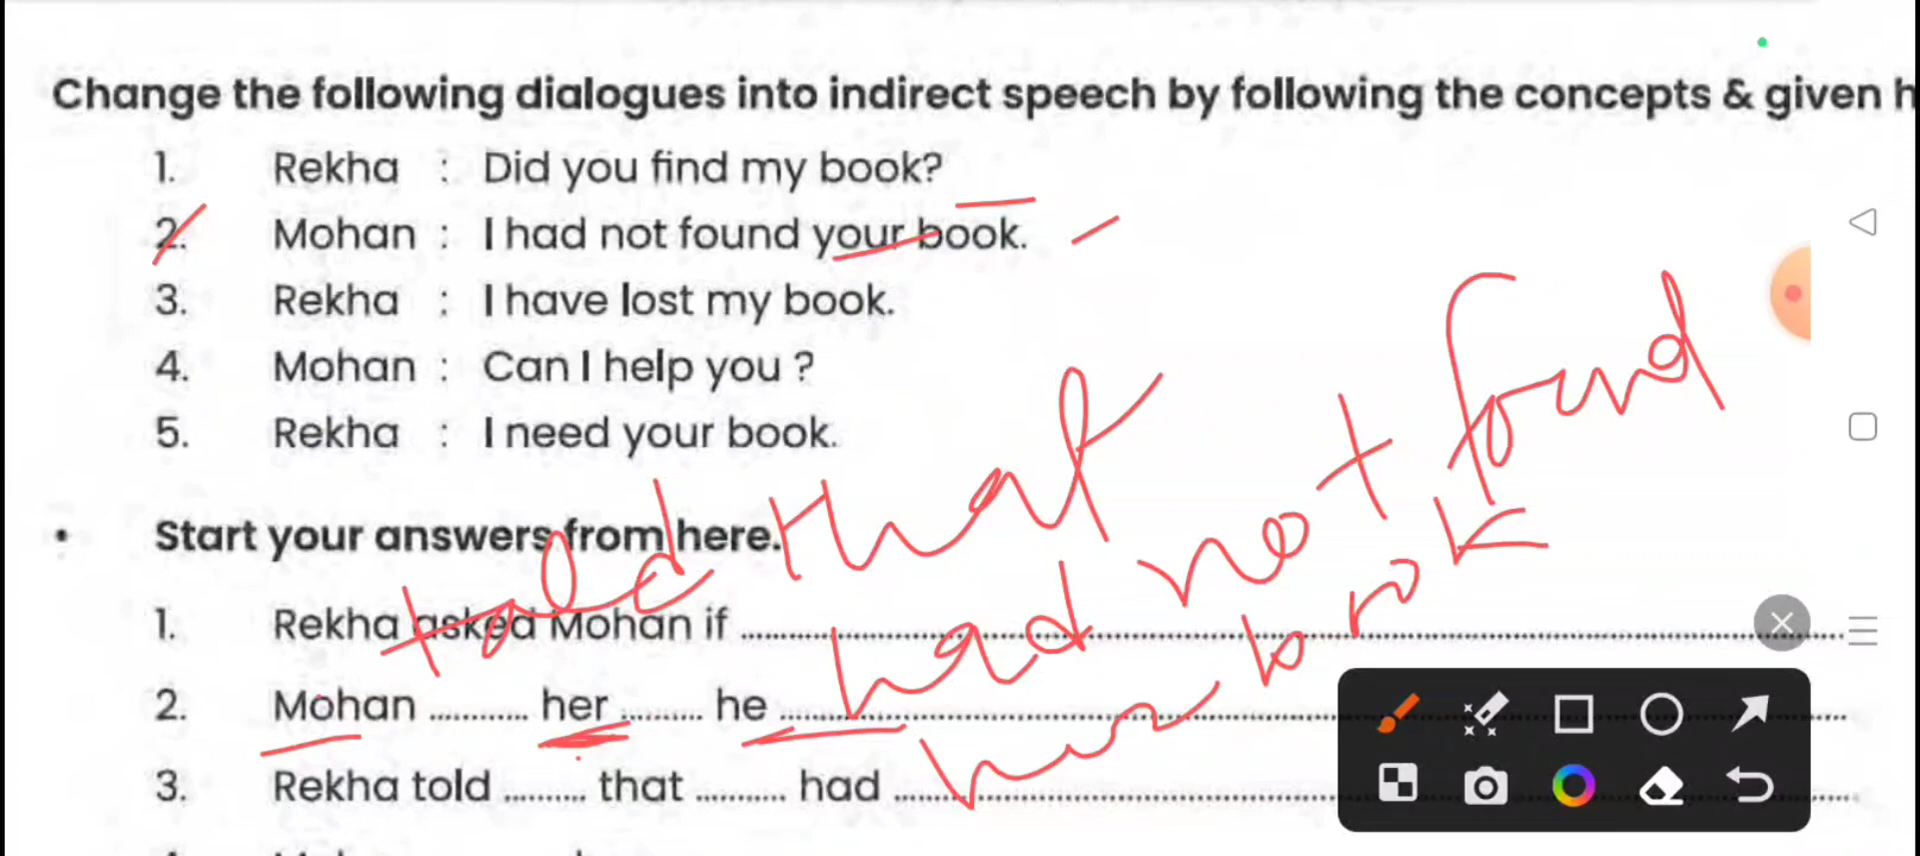 Change the following dialogues into indirect speech by following the concepts & given h
1. Rekha : Did you find my book?
2. Mohan : I had not found your book.
3. Rekha : I have lost my book.
4. Mohan : Can I help you ?
5. Rekha : I need your book.
• Start your answers from here.
told that
had not found
her book
1. Rekha asked Mohan if ..........
2. Mohan .......... her ......... he ..........
3. Rekha told ......... that .......... had ..........